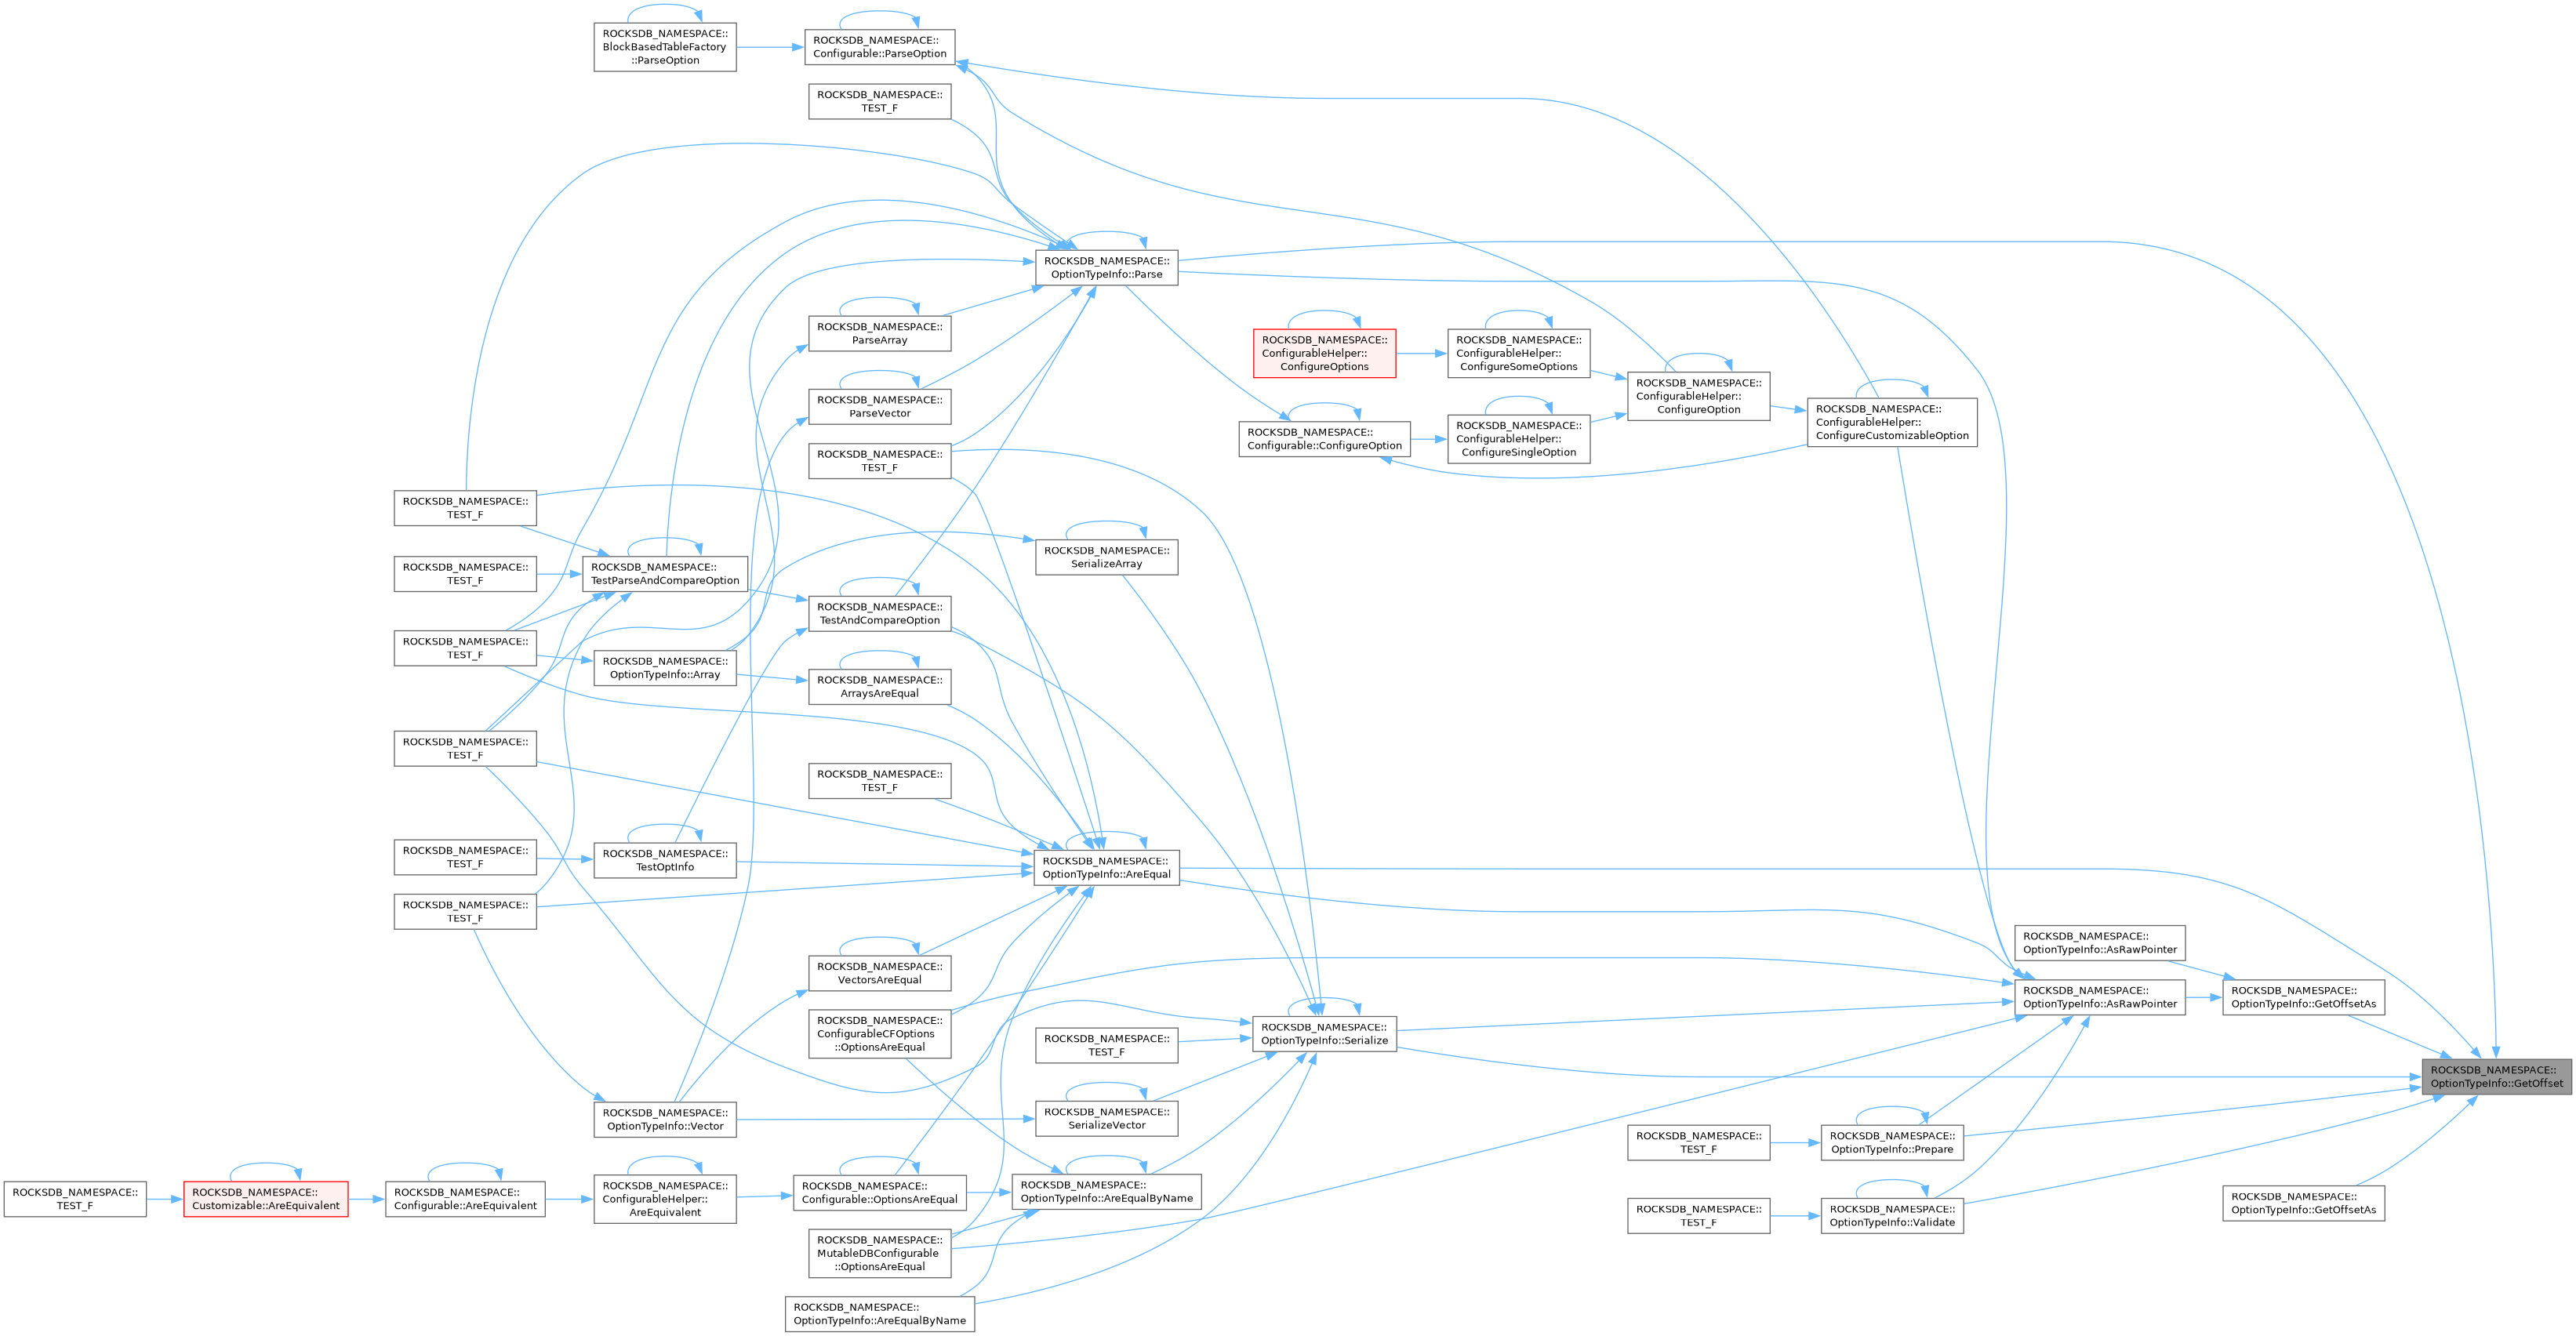 ROCKSDB_NAMESPACE::
BlockBasedTableFactory
::ParseOption
ROCKSDB_NAMESPACE::
Configurable::ParseOption
ROCKSDB_NAMESPACE::
TEST_F
ROCKSDB_NAMESPACE::
OptionTypeInfo::Parse
ROCKSDB_NAMESPACE::
ParseArray
ROCKSDB_NAMESPACE::
ConfigurableHelper::
ConfigureOptions
ROCKSDB_NAMESPACE::
ConfigurableHelper::
ConfigureSomeOptions
ROCKSDB_NAMESPACE::
ConfigurableHelper::
ConfigureOption
ROCKSDB_NAMESPACE::
ParseVector
ROCKSDB_NAMESPACE::
ConfigurableHelper::
ConfigureCustomizableOption
ROCKSDB_NAMESPACE::
Configurable::ConfigureOption
ROCKSDB_NAMESPACE::
ConfigurableHelper::
ConfigureSingleOption
ROCKSDB_NAMESPACE::
TEST_F
ROCKSDB_NAMESPACE::
TEST_F
ROCKSDB_NAMESPACE::
SerializeArray
ROCKSDB_NAMESPACE::
TEST_F
ROCKSDB_NAMESPACE::
TestParseAndCompareOption
ROCKSDB_NAMESPACE::
TestAndCompareOption
ROCKSDB_NAMESPACE::
TEST_F
ROCKSDB_NAMESPACE::
OptionTypeInfo::Array
ROCKSDB_NAMESPACE::
ArraysAreEqual
ROCKSDB_NAMESPACE::
TEST_F
ROCKSDB_NAMESPACE::
TEST_F
ROCKSDB_NAMESPACE::
TEST_F
ROCKSDB_NAMESPACE::
TestOptInfo
ROCKSDB_NAMESPACE::
OptionTypeInfo::AreEqual
ROCKSDB_NAMESPACE::
TEST_F
ROCKSDB_NAMESPACE::
OptionTypeInfo::AsRawPointer
ROCKSDB_NAMESPACE::
VectorsAreEqual
ROCKSDB_NAMESPACE::
OptionTypeInfo::AsRawPointer
ROCKSDB_NAMESPACE::
OptionTypeInfo::GetOffsetAs
ROCKSDB_NAMESPACE::
ConfigurableCFOptions
::OptionsAreEqual
ROCKSDB_NAMESPACE::
TEST_F
ROCKSDB_NAMESPACE::
OptionTypeInfo::Serialize
ROCKSDB_NAMESPACE::
OptionTypeInfo::GetOffset
ROCKSDB_NAMESPACE::
OptionTypeInfo::Vector
ROCKSDB_NAMESPACE::
SerializeVector
ROCKSDB_NAMESPACE::
TEST_F
ROCKSDB_NAMESPACE::
OptionTypeInfo::Prepare
ROCKSDB_NAMESPACE::
TEST_F
ROCKSDB_NAMESPACE::
Customizable::AreEquivalent
ROCKSDB_NAMESPACE::
Configurable::AreEquivalent
ROCKSDB_NAMESPACE::
ConfigurableHelper::
AreEquivalent
ROCKSDB_NAMESPACE::
Configurable::OptionsAreEqual
ROCKSDB_NAMESPACE::
OptionTypeInfo::AreEqualByName
ROCKSDB_NAMESPACE::
TEST_F
ROCKSDB_NAMESPACE::
OptionTypeInfo::Validate
ROCKSDB_NAMESPACE::
OptionTypeInfo::GetOffsetAs
ROCKSDB_NAMESPACE::
MutableDBConfigurable
::OptionsAreEqual
ROCKSDB_NAMESPACE::
OptionTypeInfo::AreEqualByName